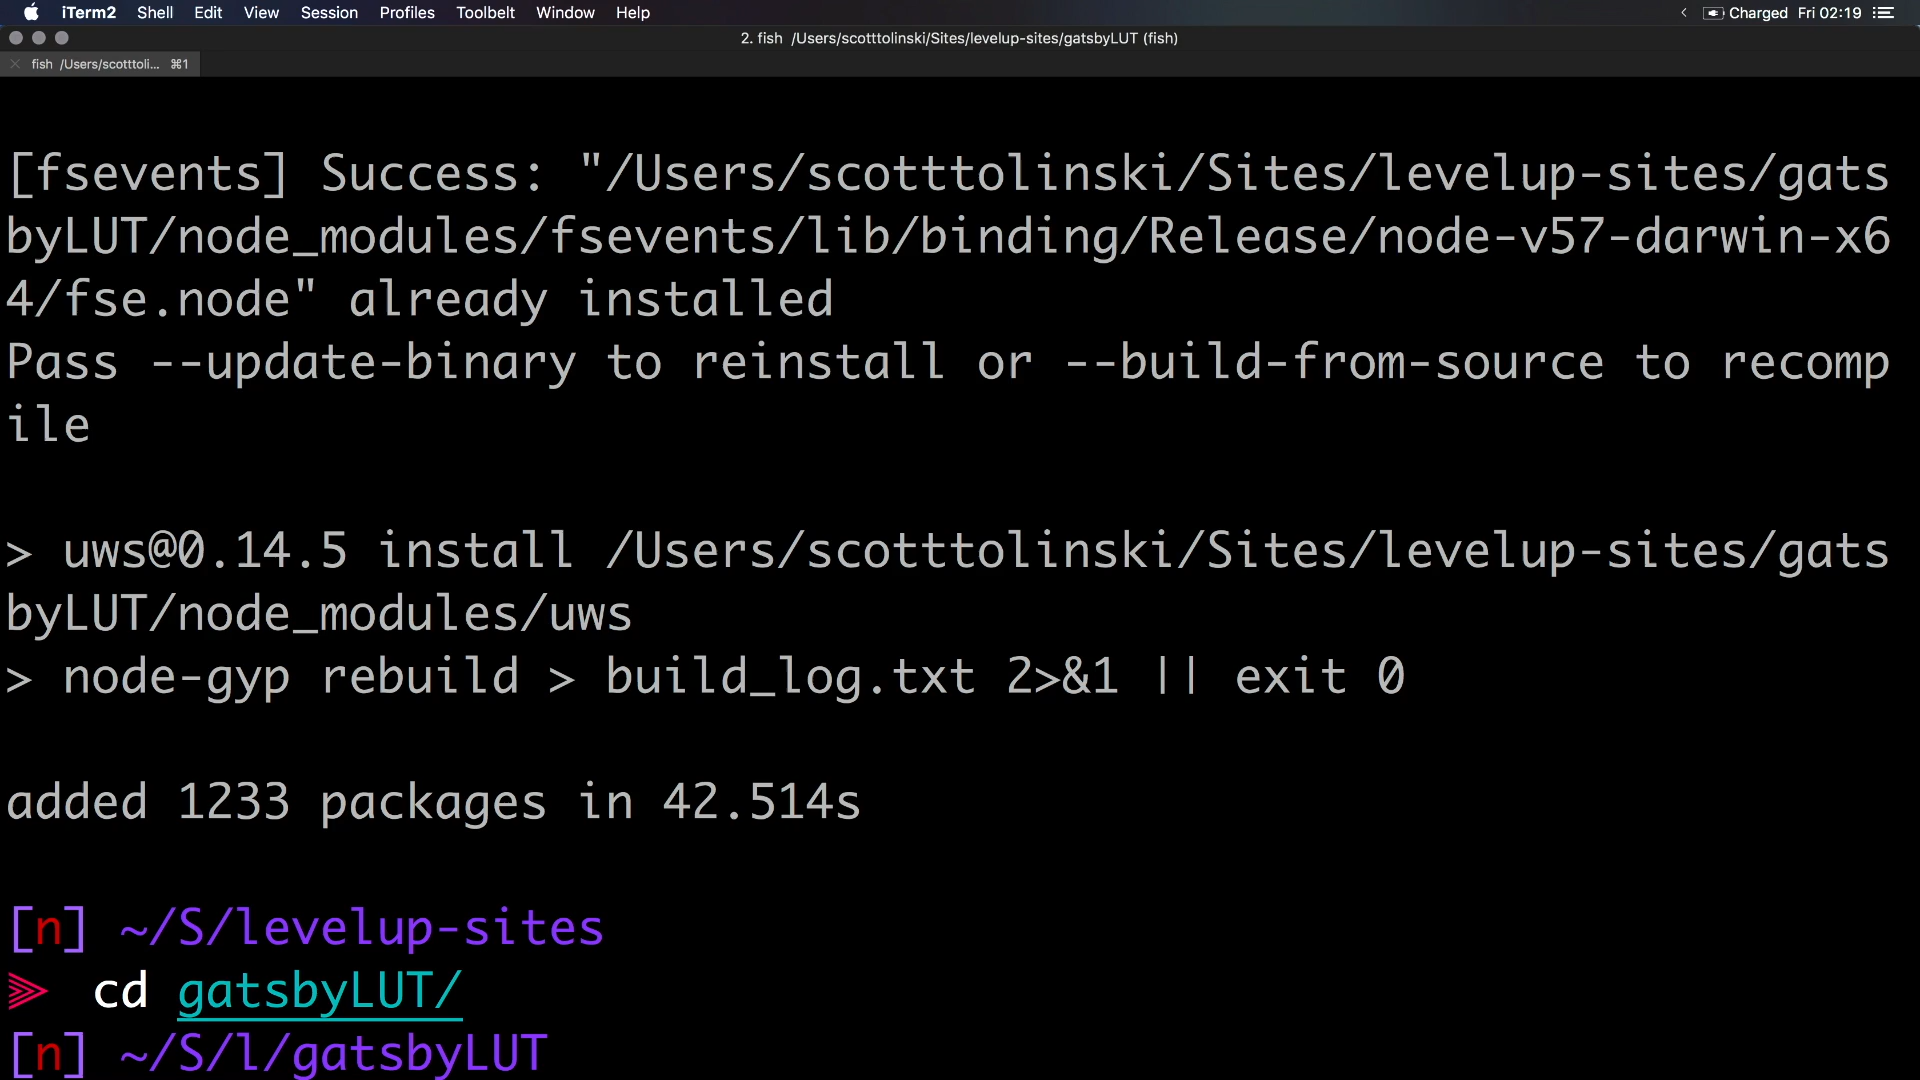 iTerm2 Shell Edit View Session Profiles Toolbelt Window Help Charged Fri 02:19
2. fish /Users/scotttolinski/Sites/levelup-sites/gatsbyLUT (fish)
fish /Users/scotttoli... ⌘1
[fsevents] Success: "/Users/scotttolinski/Sites/levelup-sites/gats
byLUT/node_modules/fsevents/lib/binding/Release/node-v57-darwin-x6
4/fse.node" already installed
Pass --update-binary to reinstall or --build-from-source to recomp
ile
> uws@0.14.5 install /Users/scotttolinski/Sites/levelup-sites/gats
byLUT/node_modules/uws
> node-gyp rebuild > build_log.txt 2>&1 || exit 0
added 1233 packages in 42.514s
[n] ~/S/levelup-sites
cd gatsbyLUT/
[n] ~/S/l/gatsbyLUT